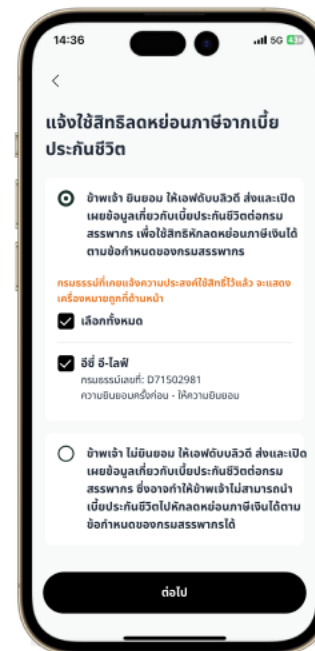 14:36
5G
แจ้งใช้สิทธิลดหย่อนภาษีจากเบี้ย
ประกันชีวิต
ข้าพเจ้า ยินยอม ให้เอฟดับบลิวดี ส่งและเปิด
เผยข้อมูลเกี่ยวกับเบี้ยประกันชีวิตต่อกรม
สรรพากร เพื่อใช้สิทธิหักลดหย่อนภาษีเงินได้
ตามข้อกำหนดของกรมสรรพากร
กรมธรรม์ที่เคยแจ้งความประสงค์ใช้สิทธิ์ไว้แล้ว จะแสดง
เครื่องหมายถูกที่ด้านหน้า
เลือกทั้งหมด
อีซี่ อี-ไลฟ์
กรมธรรม์เลขที่: D71502981
ความยินยอมครั้งก่อน - ให้ความยินยอม
ข้าพเจ้า ไม่ยินยอม ให้เอฟดับบลิวดี ส่งและเปิด
เผยข้อมูลเกี่ยวกับเบี้ยประกันชีวิตต่อกรม
สรรพากร ซึ่งอาจทำให้ข้าพเจ้าไม่สามารถนำ
เบี้ยประกันชีวิตไปหักลดหย่อนภาษีเงินได้ตาม
ข้อกำหนดของกรมสรรพากรได้
ต่อไป